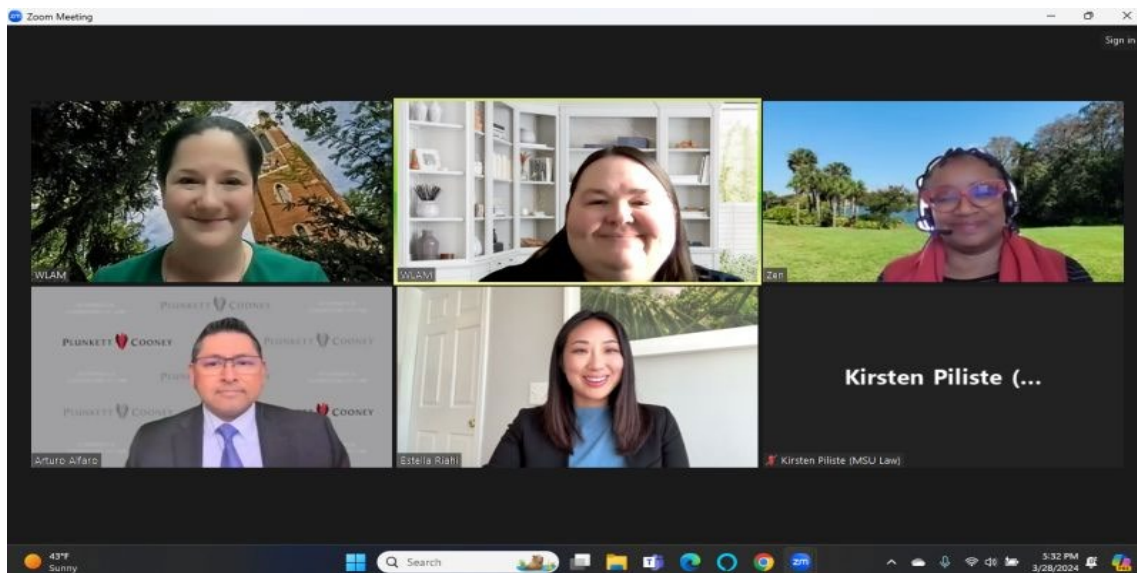 Zoom Meeting
Sign in
WLAM
WLAM
Zen
PLUNKETT COONEY
PLUNKETT COONEY
PLUNKETT COONEY
PLUNKETT COONEY
COONEY
Arturo Alfaro
Estella Riahi
Kirsten Piliste (...
Kirsten Piliste (MSU Law)
43°F
Sunny
Search
zm
5:32 PM
3/28/2024